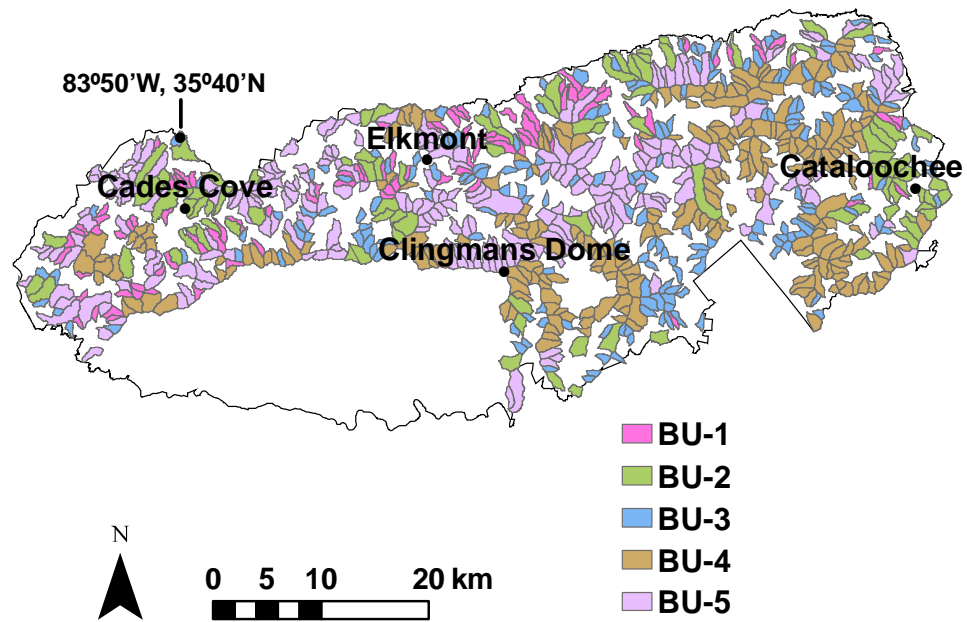 83º50'W, 35º40'N
Elkmont
Cades Cove
Cataloochee
Clingmans Dome
BU-1
BU-2
BU-3
BU-4
BU-5
N
0 5 10 20 km